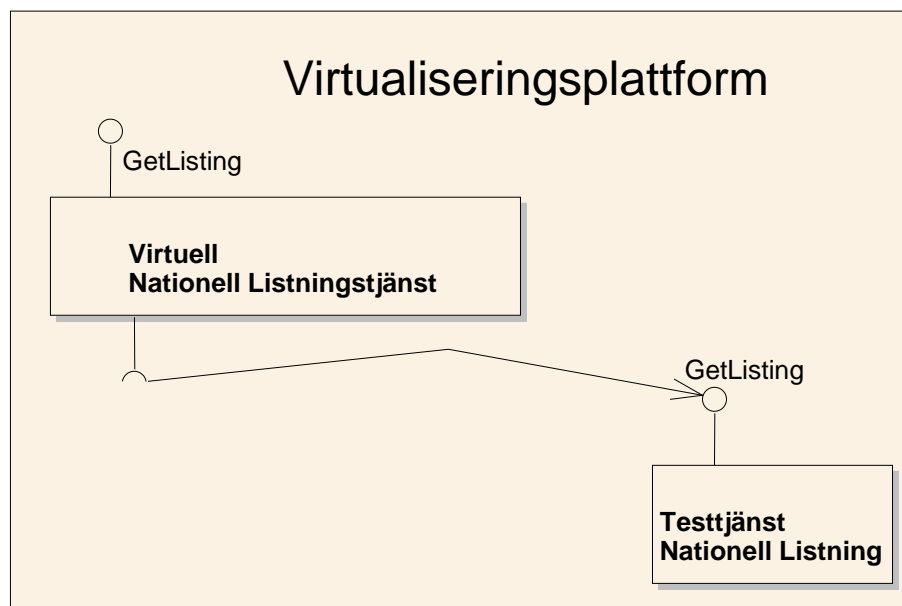 Virtualiseringsplattform
GetListing
Virtuell
Nationell Listningstjänst
GetListing
Testtjänst
Nationell Listning